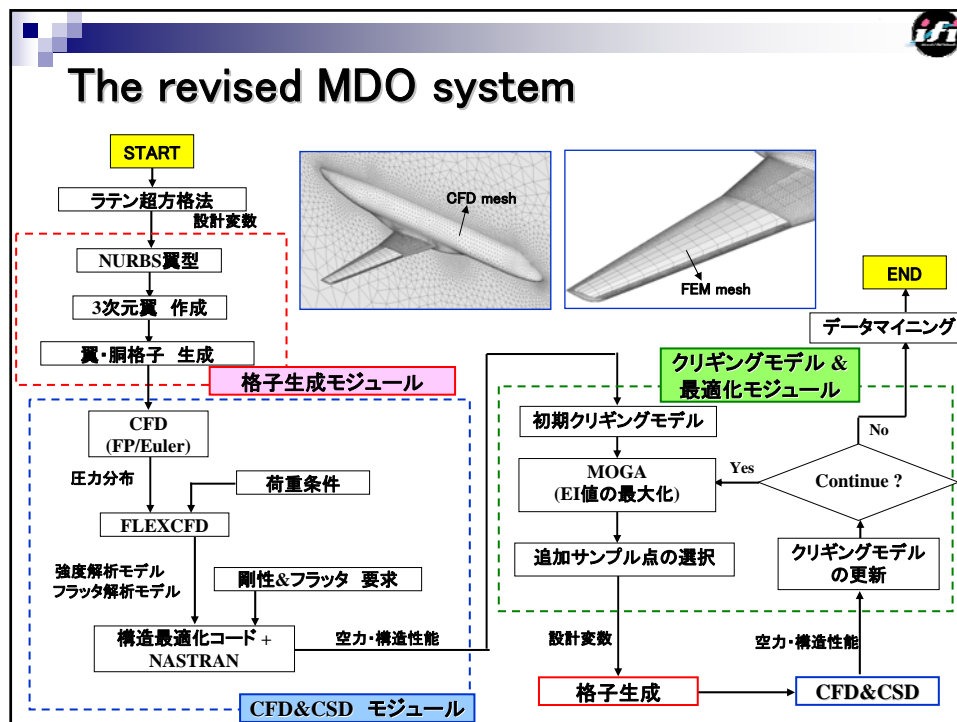 ifi
The revised MDO system
START
ラテン超方格法
設計変数
NURBS翼型
3次元翼 作成
翼・胴格子 生成
格子生成モジュール
CFD
(FP/Euler)
圧力分布
荷重条件
FLEXCFD
強度解析モデル
フラッタ解析モデル
剛性&フラッタ 要求
構造最適化コード +
NASTRAN
空力・構造性能
CFD&CSD モジュール
CFD mesh
FEM mesh
END
データマイニング
クリギングモデル &
最適化モジュール
初期クリギングモデル
No
MOGA
(EI値の最大化)
Yes
Continue ?
追加サンプル点の選択
クリギングモデル
の更新
設計変数
空力・構造性能
格子生成
CFD&CSD